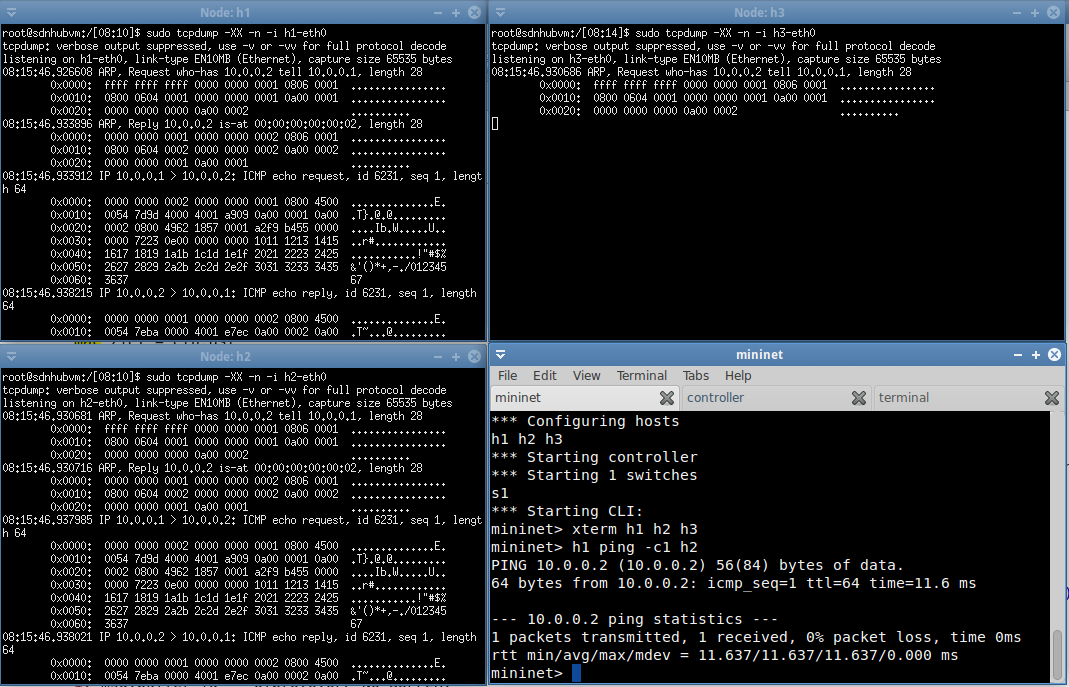 Node: h1
root@sdnhubvm:/[08:10]$ sudo tcpdump -XX -n -i h1-eth0
tcpdump: verbose output suppressed, use -v or -vv for full protocol decode
listening on h1-eth0, link-type EN10MB (Ethernet), capture size 65535 bytes
08:15:46.926608 ARP, Request who-has 10.0.0.2 tell 10.0.0.1, length 28
0x0000: ffff ffff ffff 0000 0000 0001 0806 0001 ................
0x0010: 0800 0604 0001 0000 0000 0001 0a00 0001 ................
0x0020: 0000 0000 0000 0a00 0002 ..........
08:15:46.933896 ARP, Reply 10.0.0.2 is-at 00:00:00:00:00:02, length 28
0x0000: 0000 0000 0001 0000 0000 0002 0806 0001 ................
0x0010: 0800 0604 0002 0000 0000 0002 0a00 0002 ................
0x0020: 0000 0000 0001 0a00 0001 ..........
08:15:46.933912 IP 10.0.0.1 > 10.0.0.2: ICMP echo request, id 6231, seq 1, lengt
h 64
0x0000: 0000 0000 0002 0000 0000 0001 0800 4500 ..............E.
0x0010: 0054 7d9d 4000 4001 a909 0a00 0001 0a00 .T}.@.@.........
0x0020: 0002 0800 4962 1857 0001 a2f9 b455 0000 ....Ib.W.....U..
0x0030: 0000 7223 0e00 0000 0000 1011 1213 1415 ..r#............
0x0040: 1617 1819 1a1b 1c1d 1e1f 2021 2223 2425 ...........!"#$%
0x0050: 2627 2829 2a2b 2c2d 2e2f 3031 3233 3435 &'()*+,-./012345
0x0060: 3637 67
08:15:46.938215 IP 10.0.0.2 > 10.0.0.1: ICMP echo reply, id 6231, seq 1, length
64
0x0000: 0000 0000 0001 0000 0000 0002 0800 4500 ..............E.
0x0010: 0054 7eba 0000 4001 e7ec 0a00 0002 0a00 .T~...@.........
Node: h3
root@sdnhubvm:/[08:14]$ sudo tcpdump -XX -n -i h3-eth0
tcpdump: verbose output suppressed, use -v or -vv for full protocol decode
listening on h3-eth0, link-type EN10MB (Ethernet), capture size 65535 bytes
08:15:46.930686 ARP, Request who-has 10.0.0.2 tell 10.0.0.1, length 28
0x0000: ffff ffff ffff 0000 0000 0001 0806 0001 ................
0x0010: 0800 0604 0001 0000 0000 0001 0a00 0001 ................
0x0020: 0000 0000 0000 0a00 0002 ..........
Node: h2
root@sdnhubvm:/[08:10]$ sudo tcpdump -XX -n -i h2-eth0
tcpdump: verbose output suppressed, use -v or -vv for full protocol decode
listening on h2-eth0, link-type EN10MB (Ethernet), capture size 65535 bytes
08:15:46.930681 ARP, Request who-has 10.0.0.2 tell 10.0.0.1, length 28
0x0000: ffff ffff ffff 0000 0000 0001 0806 0001 ................
0x0010: 0800 0604 0001 0000 0000 0001 0a00 0001 ................
0x0020: 0000 0000 0000 0a00 0002 ..........
08:15:46.930716 ARP, Reply 10.0.0.2 is-at 00:00:00:00:00:02, length 28
0x0000: 0000 0000 0001 0000 0000 0002 0806 0001 ................
0x0010: 0800 0604 0002 0000 0000 0002 0a00 0002 ................
0x0020: 0000 0000 0001 0a00 0001 ..........
08:15:46.937985 IP 10.0.0.1 > 10.0.0.2: ICMP echo request, id 6231, seq 1, lengt
h 64
0x0000: 0000 0000 0002 0000 0000 0001 0800 4500 ..............E.
0x0010: 0054 7d9d 4000 4001 a909 0a00 0001 0a00 .T}.@.@.........
0x0020: 0002 0800 4962 1857 0001 a2f9 b455 0000 ....Ib.W.....U..
0x0030: 0000 7223 0e00 0000 0000 1011 1213 1415 ..r#............
0x0040: 1617 1819 1a1b 1c1d 1e1f 2021 2223 2425 ...........!"#$%
0x0050: 2627 2829 2a2b 2c2d 2e2f 3031 3233 3435 &'()*+,-./012345
0x0060: 3637 67
08:15:46.938021 IP 10.0.0.2 > 10.0.0.1: ICMP echo reply, id 6231, seq 1, length
64
0x0000: 0000 0000 0001 0000 0000 0002 0800 4500 ..............E.
0x0010: 0054 7eba 0000 4001 e7ec 0a00 0002 0a00 .T~...@.........
mininet
File Edit View Terminal Tabs Help
mininet controller terminal
*** Configuring hosts
h1 h2 h3
*** Starting controller
*** Starting 1 switches
s1
*** Starting CLI:
mininet> xterm h1 h2 h3
mininet> h1 ping -c1 h2
PING 10.0.0.2 (10.0.0.2) 56(84) bytes of data.
64 bytes from 10.0.0.2: icmp_seq=1 ttl=64 time=11.6 ms
--- 10.0.0.2 ping statistics ---
1 packets transmitted, 1 received, 0% packet loss, time 0ms
rtt min/avg/max/mdev = 11.637/11.637/11.637/0.000 ms
mininet>